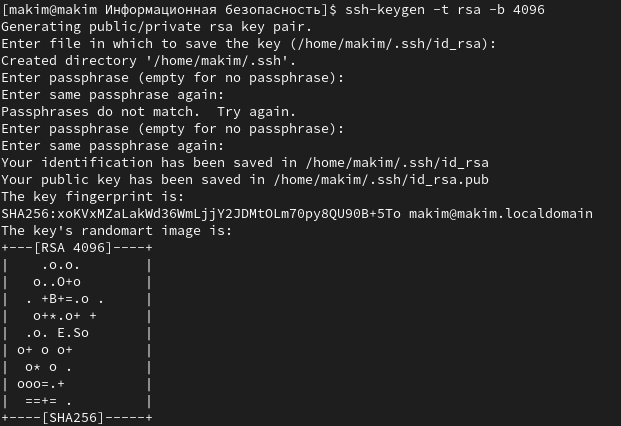 [makim@makim Информационная безопасность]$ ssh-keygen -t rsa -b 4096
Generating public/private rsa key pair.
Enter file in which to save the key (/home/makim/.ssh/id_rsa):
Created directory '/home/makim/.ssh'.
Enter passphrase (empty for no passphrase):
Enter same passphrase again:
Passphrases do not match.  Try again.
Enter passphrase (empty for no passphrase):
Enter same passphrase again:
Your identification has been saved in /home/makim/.ssh/id_rsa
Your public key has been saved in /home/makim/.ssh/id_rsa.pub
The key fingerprint is:
SHA256:xoKVxMZaLakWd36WmLjjY2JDMtOLm70py8QU90B+5To makim@makim.localdomain
The key's randomart image is:
+---[RSA 4096]----+
|    .o.o.        |
|   o..O+o        |
|  . +B+=.o .     |
|   o+*.o+ +      |
|  .o. E.So       |
| o+ o o+         |
|  o* o .         |
| ooo=.+          |
|  ==+= .         |
+----[SHA256]-----+